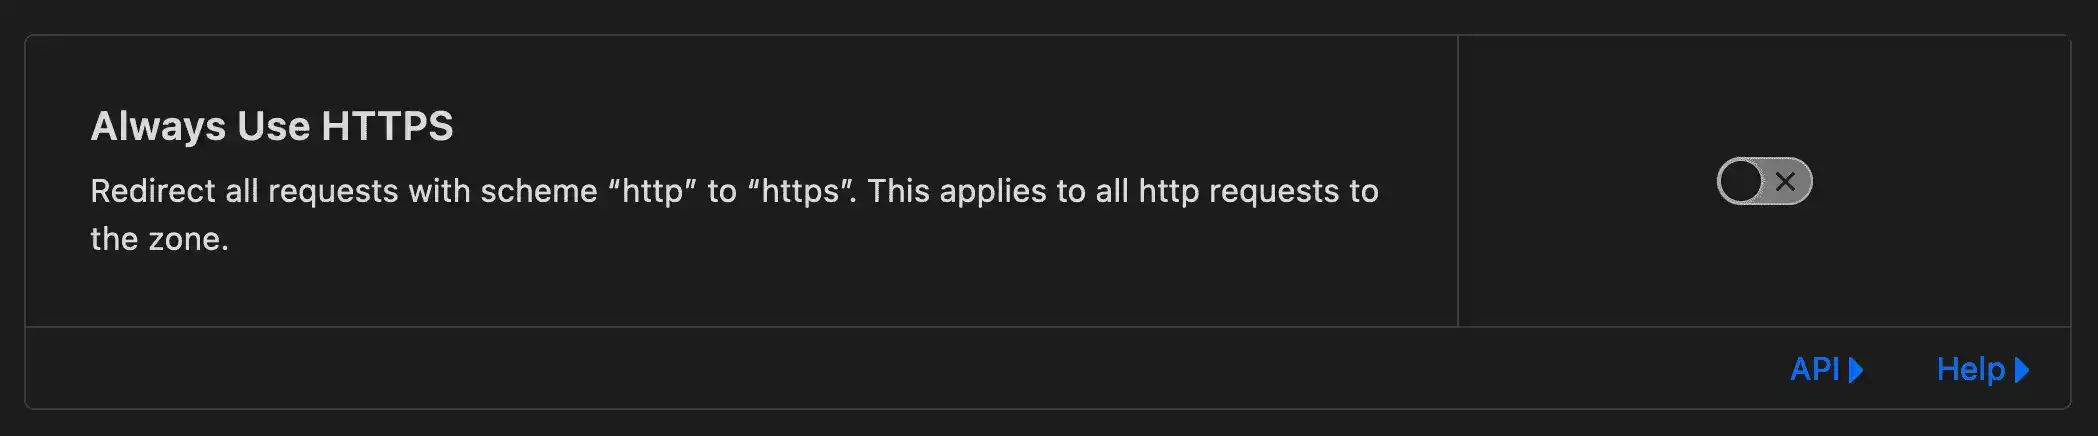 Always Use HTTPS
Redirect all requests with scheme “http” to “https”. This applies to all http requests to
the zone.
API
Help